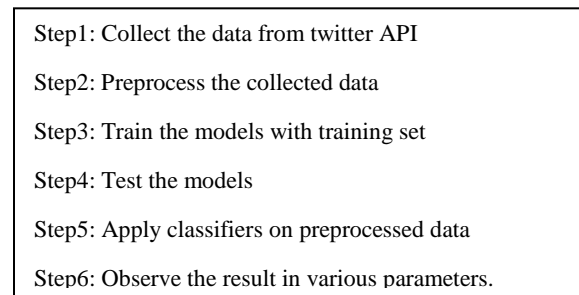 Step1: Collect the data from twitter API
Step2: Preprocess the collected data
Step3: Train the models with training set
Step4: Test the models
Step5: Apply classifiers on preprocessed data
Step6: Observe the result in various parameters.